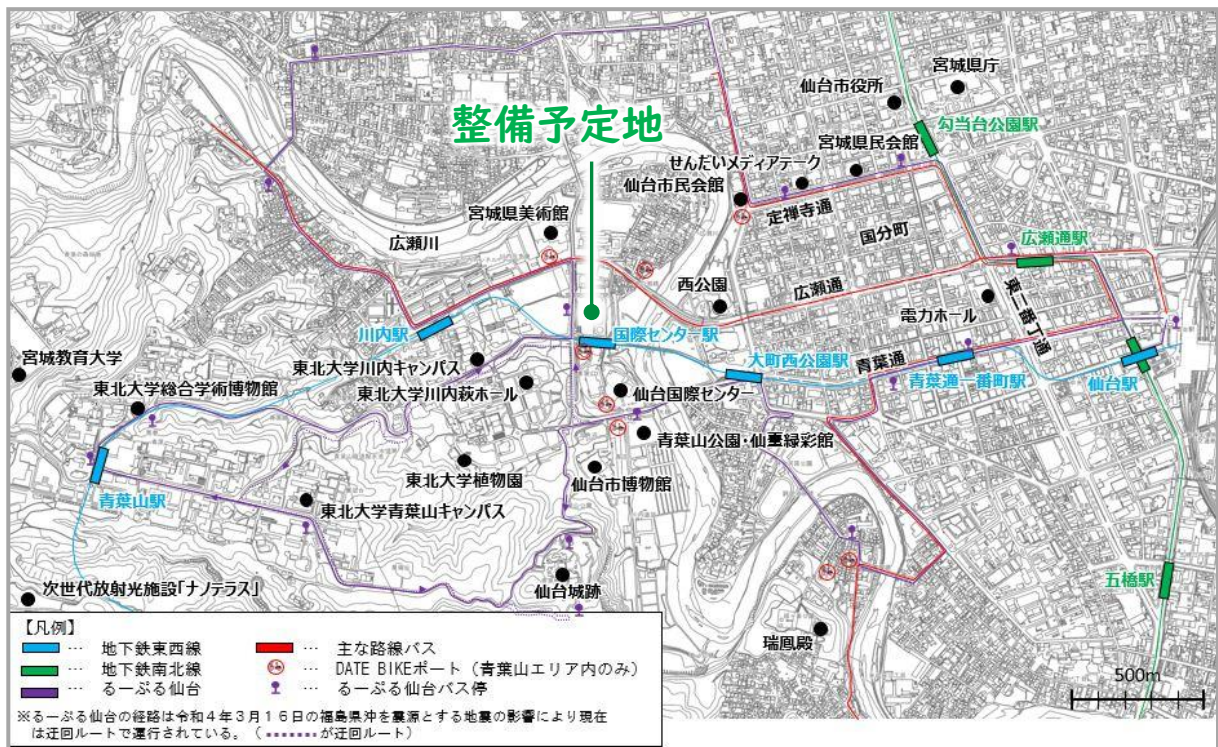 宮城県庁
仙台市役所
整備予定地
勾当台公園駅
宮城県民会館
せんだいメディアテーク
仙台市民会館
宮城県美術館
定禅寺通
国分町
広瀬川
広瀬通駅
西公園
広瀬通
東二番丁通
電力ホール
川内駅
国際センター駅
宮城教育大学
東北大学川内キャンパス
大町西公園駅
青葉通
青葉通一番町駅
仙台駅
東北大学総合学術博物館
東北大学川内萩ホール
仙台国際センター
青葉山公園・仙臺緑彩館
東北大学植物園
仙台市博物館
青葉山駅
東北大学青葉山キャンパス
次世代放射光施設「ナノテラス」
仙台城跡
五橋駅
瑞鳳殿
【凡例】
… 地下鉄東西線
… 主な路線バス
… 地下鉄南北線
… DATE BIKEポート（青葉山エリア内のみ）
… るーぷる仙台
… るーぷる仙台バス停
※るーぷる仙台の経路は令和４年３月１６日の福島県沖を震源とする地震の影響により現在
は迂回ルートで運行されている。（ が迂回ルート）
500m